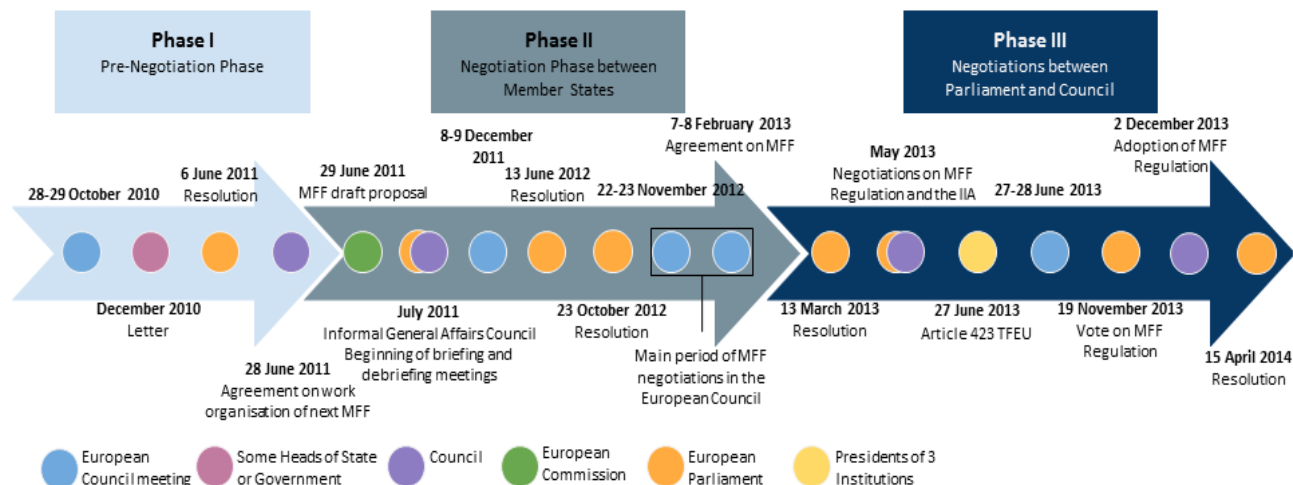 Phase I
Pre-Negotiation Phase
Phase II
Negotiation Phase between
Member States
Phase III
Negotiations between
Parliament and Council
28-29 October 2010
December 2010
Letter
6 June 2011
Resolution
28 June 2011
Agreement on work
organisation of next MFF
29 June 2011
MFF draft proposal
July 2011
Informal General Affairs Council
Beginning of briefing and
debriefing meetings
8-9 December
2011
13 June 2012
Resolution
23 October 2012
Resolution
22-23 November 2012
7-8 February 2013
Agreement on MFF
Main period of MFF
negotiations in the
European Council
13 March 2013
Resolution
May 2013
Negotiations on MFF
Regulation and the IIA
27 June 2013
Article 423 TFEU
27-28 June 2013
19 November 2013
Vote on MFF
Regulation
2 December 2013
Adoption of MFF
Regulation
15 April 2014
Resolution
European
Council meeting
Some Heads of State
or Government
Council
European
Commission
European
Parliament
Presidents of 3
Institutions